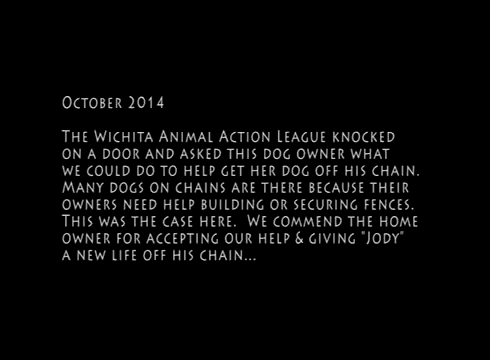 October 2014
The Wichita Animal Action League knocked
on a door and asked this dog owner what
we could do to help get her dog off his chain.
Many dogs on chains are there because their
owners need help building or securing fences.
This was the case here. We commend the home
owner for accepting our help & giving "Jody"
a new life off his chain...